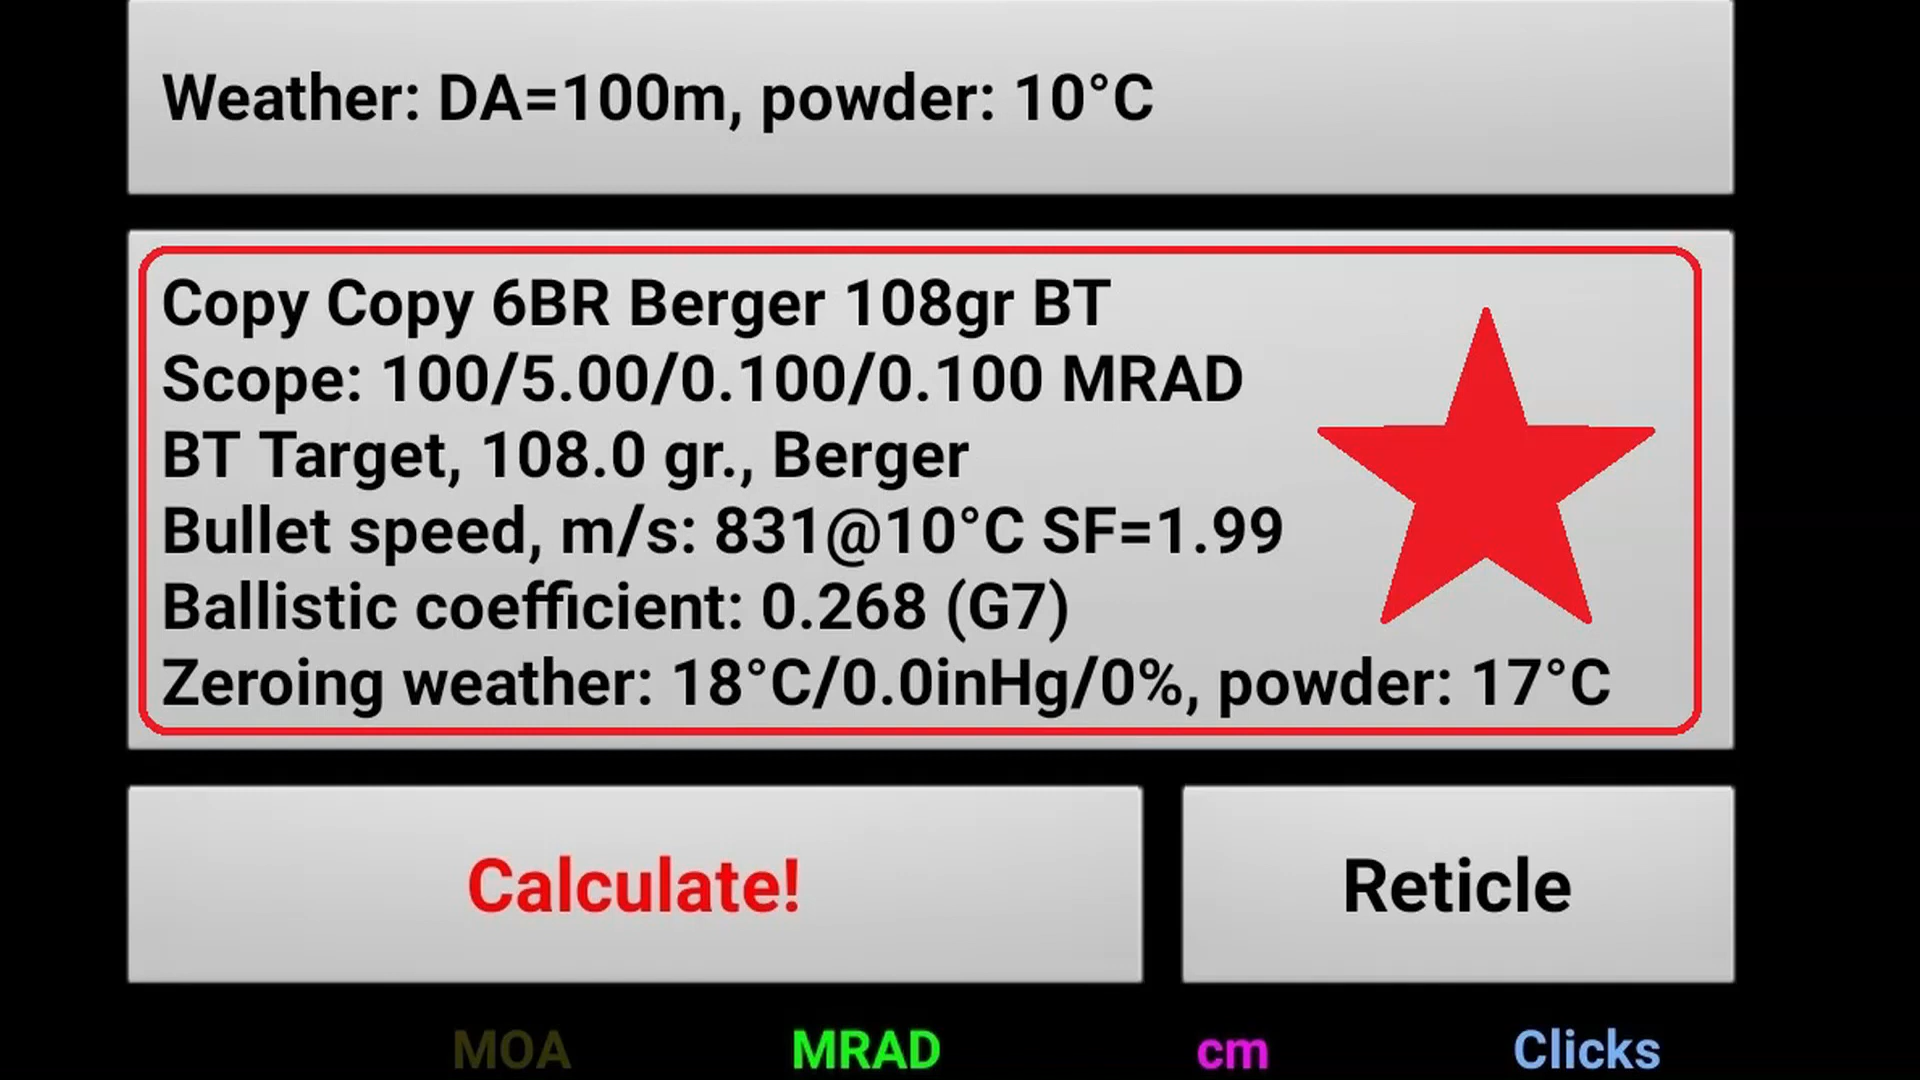 Weather: DA=100m, powder: 10°C
Copy Copy 6BR Berger 108gr BT
Scope: 100/5.00/0.100/0.100 MRAD
BT Target, 108.0 gr., Berger
Bullet speed, m/s: 831@10°C SF=1.99
Ballistic coefficient: 0.268 (G7)
Zeroing weather: 18°C/0.0inHg/0%, powder: 17°C
Calculate! Reticle
MOA MRAD cm Clicks